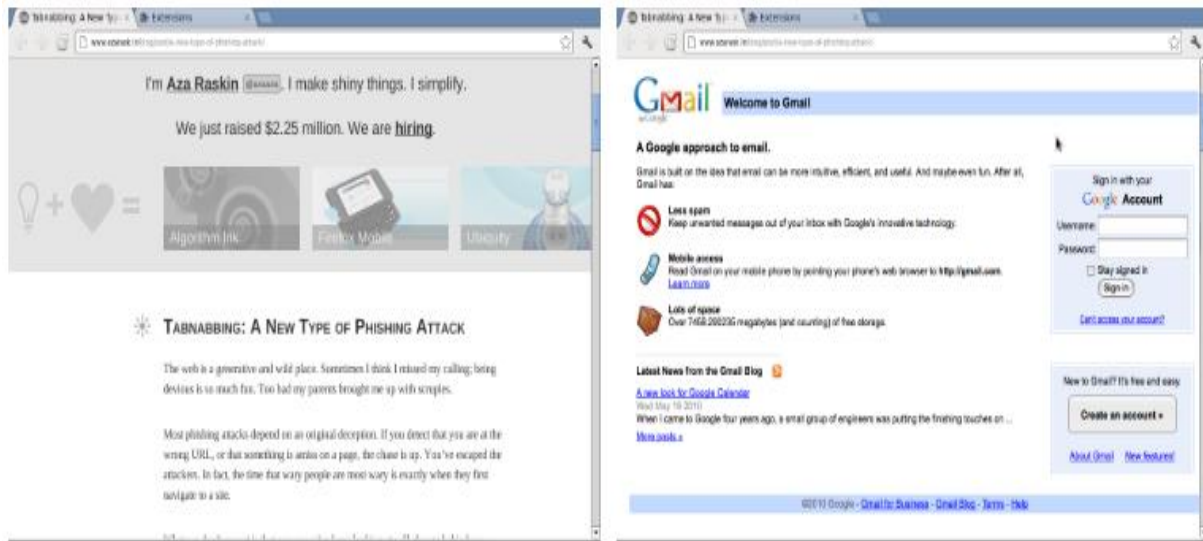 Tabnabbing: A New Ty
Extensions
I'm Aza Raskin. I make shiny things. I simplify.
We just raised $2.25 million. We are hiring.
Algorithm Ink
Firefox Mobile
Ubiquity
TABNABBING: A NEW TYPE OF PHISHING ATTACK
The web is a generative and wild place. Sometimes I think I missed my calling; being
devious is so much fun. Too bad my parents brought me up with scruples.
Most phishing attacks depend on an original deception. If you detect that you are at the
wrong URL, or that something is amiss on a page, the chase is up. You've escaped the
attackers. In fact, the time that wary people are most wary is exactly when they first
navigate to a site.
Tabnabbing: A New Ty
Extensions
Gmail
by Google
Welcome to Gmail
A Google approach to email.
Gmail is built on the idea that email can be more intuitive, efficient, and useful. And maybe even fun. After all,
Gmail has:
Less spam
Keep unwanted messages out of your inbox with Google's innovative technology.
Mobile access
Read Gmail on your mobile phone by pointing your phone's web browser to http://gmail.com.
Learn more
Lots of space
Over megabytes (and counting) of free storage.
Latest News from the Gmail Blog
A new look for Google Calendar
Wed May 19 2010
When I came to Google four years ago, a small group of engineers was putting the finishing touches on ...
More posts »
Sign in with your
Google Account
Username:
Password:
Stay signed in
Sign in
Can't access your account?
New to Gmail? It's free and easy.
Create an account »
About Gmail New features!
©2010 Google - Gmail for Business - Gmail Blog - Terms - Help